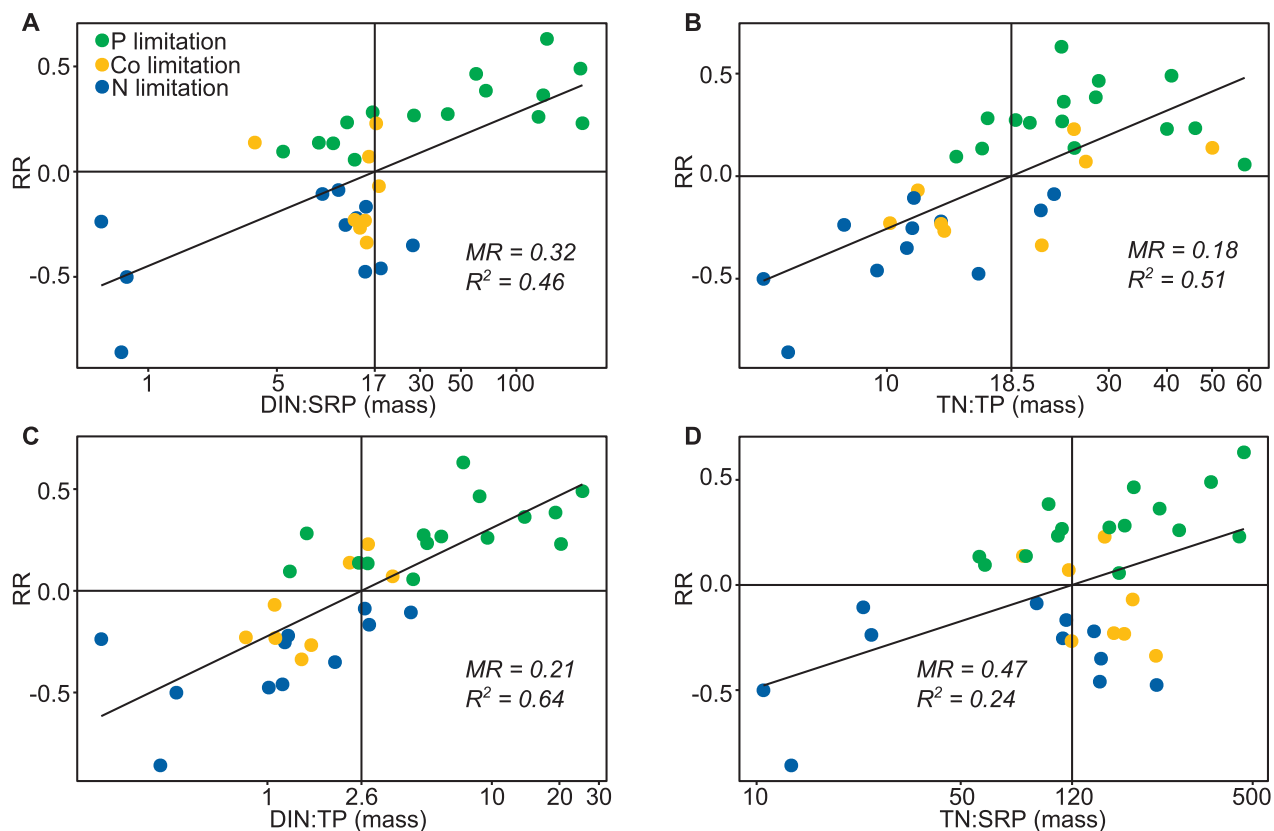 A
P limitation
Co limitation
N limitation
RR
0.5
0.0
-0.5
MR = 0.32
R² = 0.46
1 5 17 30 50 100
DIN:SRP (mass)
B
RR
0.5
0.0
-0.5
MR = 0.18
R² = 0.51
10 18.5 30 40 50 60
TN:TP (mass)
C
RR
0.5
0.0
-0.5
MR = 0.21
R² = 0.64
1 2.6 10 20 30
DIN:TP (mass)
D
RR
0.5
0.0
-0.5
MR = 0.47
R² = 0.24
10 50 120 500
TN:SRP (mass)